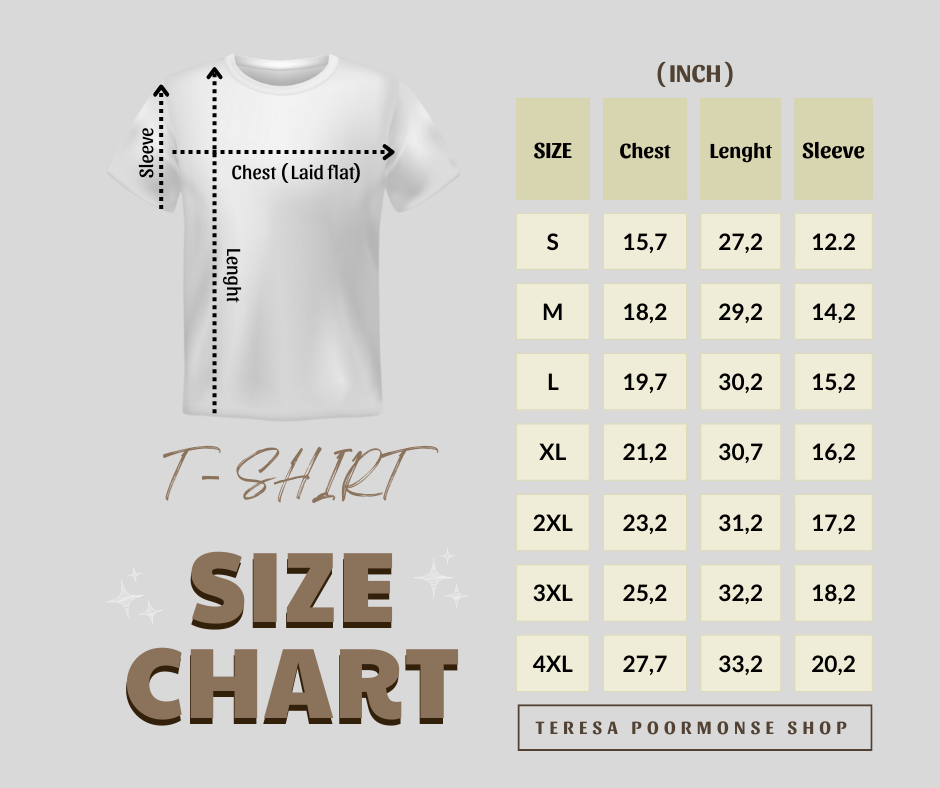 Sleeve
Chest (Laid flat)
Lenght
T-SHIRT
SIZE
CHART
(INCH)
SIZE Chest Lenght Sleeve
S 15,7 27,2 12.2
M 18,2 29,2 14,2
L 19,7 30,2 15,2
XL 21,2 30,7 16,2
2XL 23,2 31,2 17,2
3XL 25,2 32,2 18,2
4XL 27,7 33,2 20,2
TERESA POORMONSE SHOP